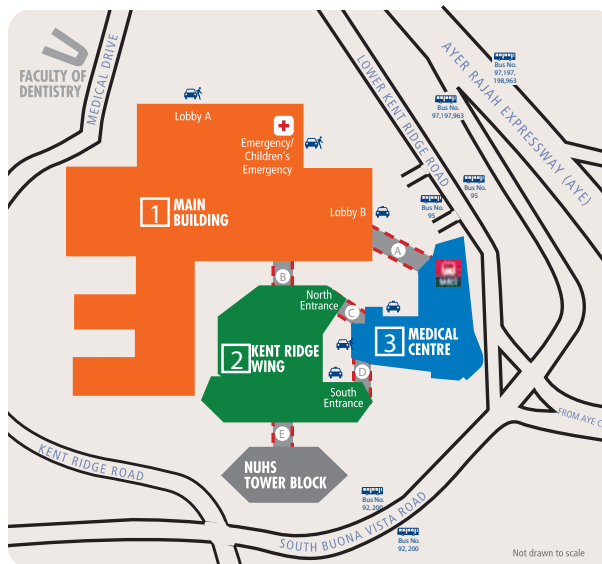 FACULTY OF
DENTISTRY
MEDICAL DRIVE
LOWER KENT RIDGE ROAD
AYER RAJAH EXPRESSWAY (AYE)
Bus No.
97,197,
198,963
Bus No.
97,197,963
Bus No.
95
Bus No.
95
Lobby A
Emergency/
Children's
Emergency
1
MAIN
BUILDING
Lobby B
A
B
North
Entrance
C
2
KENT RIDGE
WING
3
MEDICAL
CENTRE
D
South
Entrance
E
NUHS
TOWER BLOCK
FROM AYE C
KENT RIDGE ROAD
SOUTH BUONA VISTA ROAD
Bus No.
92, 200
Bus No.
92, 200
Not drawn to scale